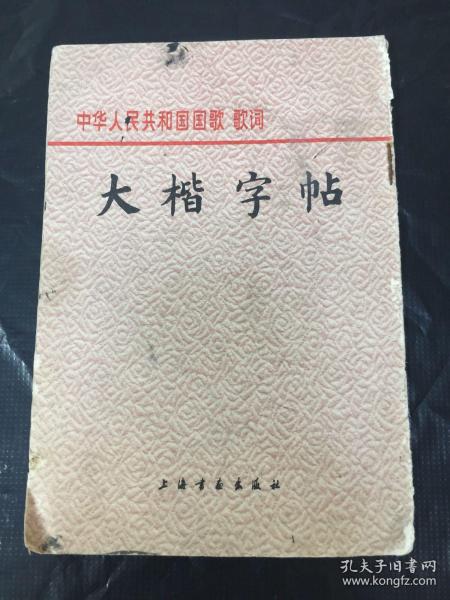 中华人民共和国国歌 歌词
大楷字帖
上海书画出版社
孔夫子旧书网
www.kongfz.com